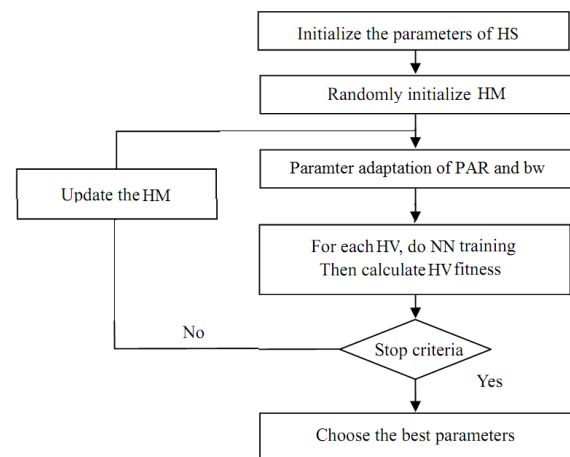 Initialize the parameters of HS
Randomly initialize HM
Paramter adaptation of PAR and bw
Update the HM
For each HV, do NN training
Then calculate HV fitness
No
Stop criteria
Yes
Choose the best parameters